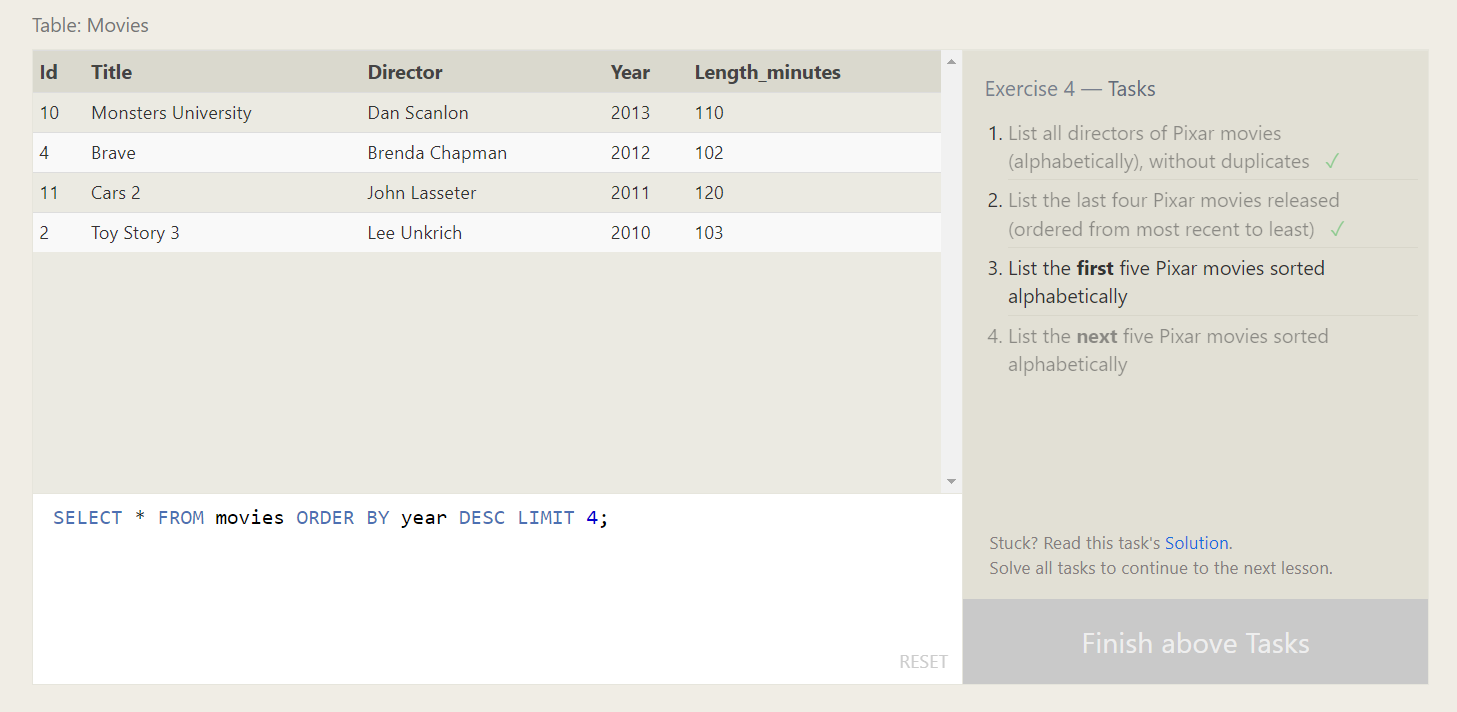 Table: Movies
Id Title Director Year Length_minutes
10 Monsters University Dan Scanlon 2013 110
4 Brave Brenda Chapman 2012 102
11 Cars 2 John Lasseter 2011 120
2 Toy Story 3 Lee Unkrich 2010 103
SELECT * FROM movies ORDER BY year DESC LIMIT 4;
RESET
Exercise 4 — Tasks
1. List all directors of Pixar movies
(alphabetically), without duplicates ✓
2. List the last four Pixar movies released
(ordered from most recent to least) ✓
3. List the first five Pixar movies sorted
alphabetically
4. List the next five Pixar movies sorted
alphabetically
Stuck? Read this task's Solution.
Solve all tasks to continue to the next lesson.
Finish above Tasks